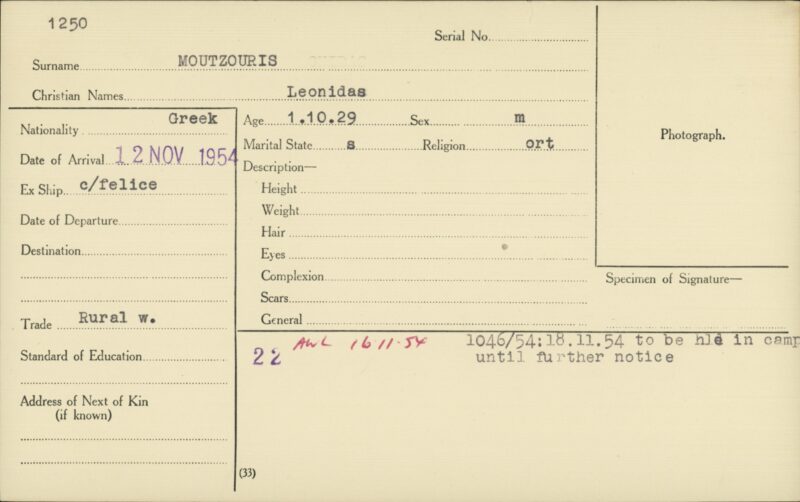 1250
Serial No.
Surname MOUTZOURIS
Christian Names Leonidas
Nationality Greek
Date of Arrival 12 NOV 1954
Ex Ship c/felice
Date of Departure
Destination
Trade Rural w.
Standard of Education
Address of Next of Kin
(if known)
Age 1.10.29 Sex m
Marital State s Religion ort
Description—
Height
Weight
Hair
Eyes
Complexion
Scars
General
Photograph.
Specimen of Signature—
22 AWL 16 11·54 1046/54:18.11.54 to be hld in camp
until further notice
(33)